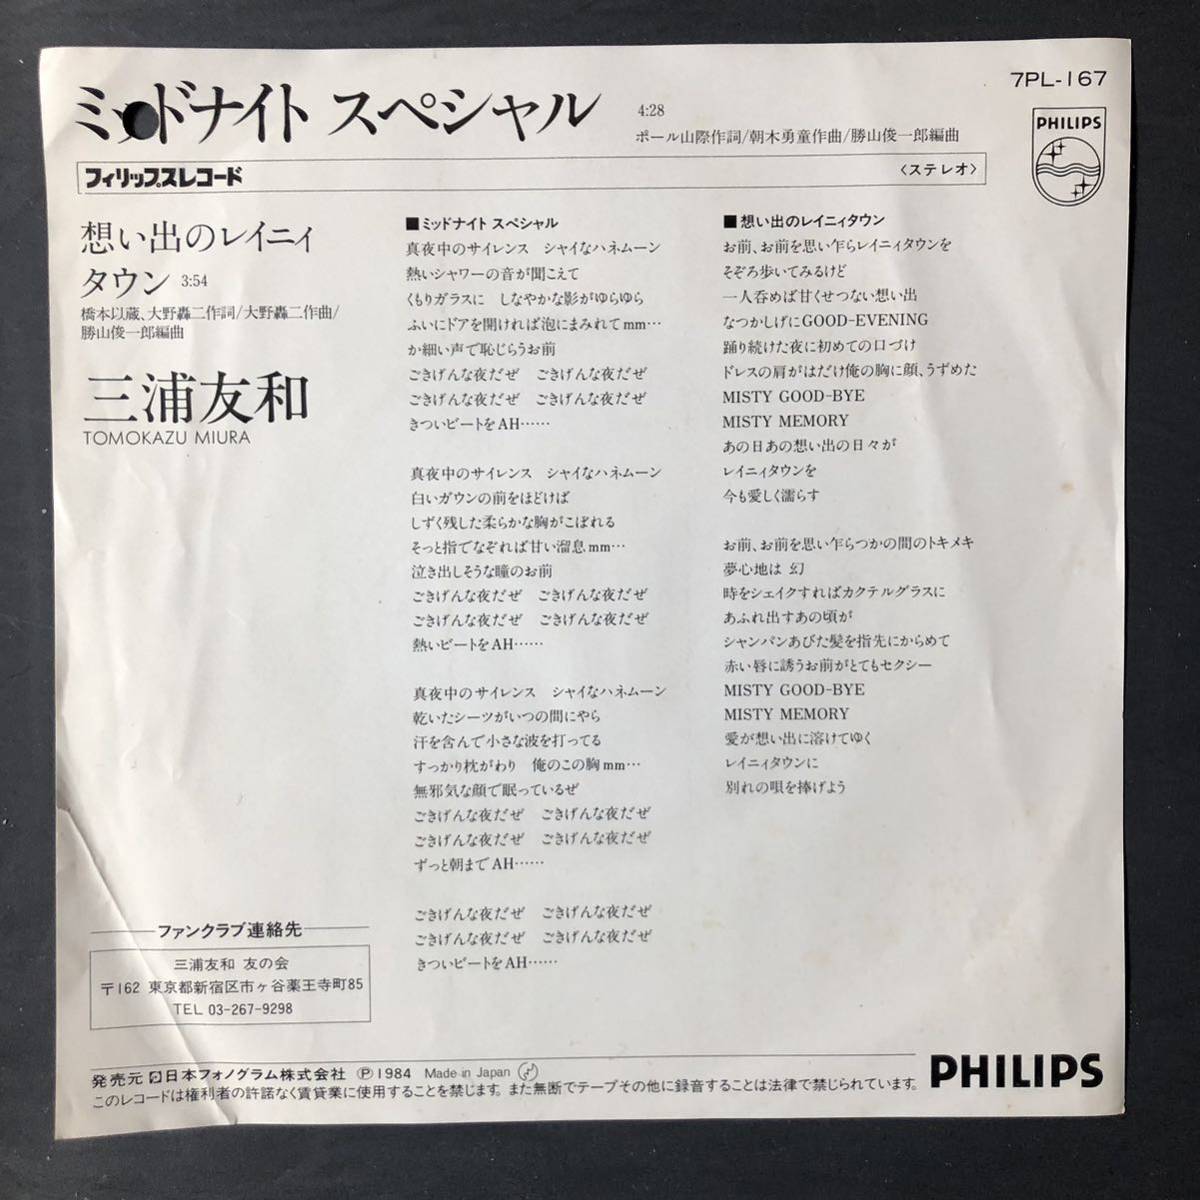 ミッドナイト スペシャル
4:28
ポール山際作詞/朝木勇童作曲/勝山俊一郎編曲
7PL-167
PHILIPS
フィリップスレコード
〈ステレオ〉
想い出のレイニィ
タウン 3:54
橋本以蔵、大野轟二作詞/大野轟二作曲/
勝山俊一郎編曲
三浦友和
TOMOKAZU MIURA
■ミッドナイト スペシャル
真夜中のサイレンス シャイなハネムーン
熱いシャワーの音が聞こえて
くもりガラスに しなやかな影がゆらゆら
ふいにドアを開ければ泡にまみれてmm…
か細い声で恥じらうお前
ごきげんな夜だぜ ごきげんな夜だぜ
ごきげんな夜だぜ ごきげんな夜だぜ
きついビートをAH……
真夜中のサイレンス シャイなハネムーン
白いガウンの前をほどけば
しずく残した柔らかな胸がこぼれる
そっと指でなぞれば甘い溜息mm…
泣き出しそうな瞳のお前
ごきげんな夜だぜ ごきげんな夜だぜ
ごきげんな夜だぜ ごきげんな夜だぜ
熱いビートをAH……
真夜中のサイレンス シャイなハネムーン
乾いたシーツがいつの間にやら
汗を含んで小さな波を打ってる
すっかり枕がわり 俺のこの胸mm…
無邪気な顔で眠っているぜ
ごきげんな夜だぜ ごきげんな夜だぜ
ごきげんな夜だぜ ごきげんな夜だぜ
ずっと朝までAH……
ごきげんな夜だぜ ごきげんな夜だぜ
ごきげんな夜だぜ ごきげんな夜だぜ
きついビートをAH……
■想い出のレイニィタウン
お前、お前を思い乍らレイニィタウンを
そぞろ歩いてみるけど
一人呑めば甘くせつない想い出
なつかしげにGOOD-EVENING
踊り続けた夜に初めての口づけ
ドレスの肩がはだけ俺の胸に顔、うずめた
MISTY GOOD-BYE
MISTY MEMORY
あの日あの想い出の日々が
レイニィタウンを
今も愛しく濡らす
お前、お前を思い乍らつかの間のトキメキ
夢心地は 幻
時をシェイクすればカクテルグラスに
あふれ出すあの頃が
シャンパンあびた髪を指先にからめて
赤い唇に誘うお前がとてもセクシー
MISTY GOOD-BYE
MISTY MEMORY
愛が想い出に溶けてゆく
レイニィタウンに
別れの唄を捧げよう
ファンクラブ連絡先
三浦友和 友の会
〒162 東京都新宿区市ヶ谷薬王寺町85
TEL 03-267-9298
発売元 日本フォノグラム株式会社 Ⓟ1984 Made in Japan
このレコードは権利者の許諾なく賃貸業に使用することを禁じます。また無断でテープその他に録音することは法律で禁じられています。
PHILIPS